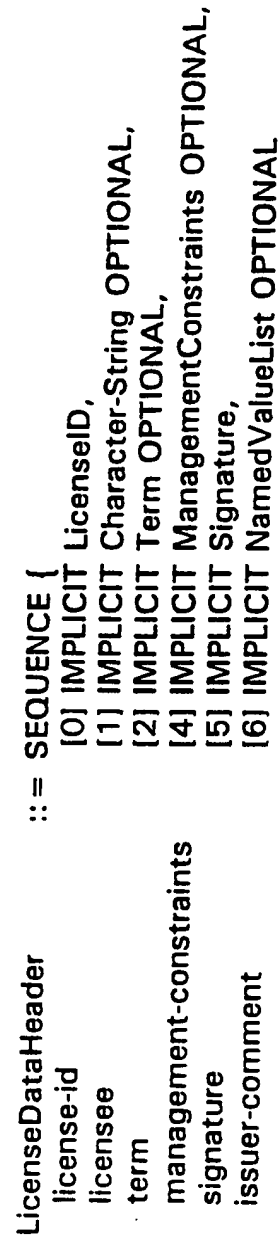 LicenseDataHeader ::= SEQUENCE {
license-id [0] IMPLICIT LicenseID,
licensee [1] IMPLICIT Character-String OPTIONAL,
term [2] IMPLICIT Term OPTIONAL,
management-constraints [4] IMPLICIT ManagementConstraints OPTIONAL,
signature [5] IMPLICIT Signature,
issuer-comment [6] IMPLICIT NamedValueList OPTIONAL